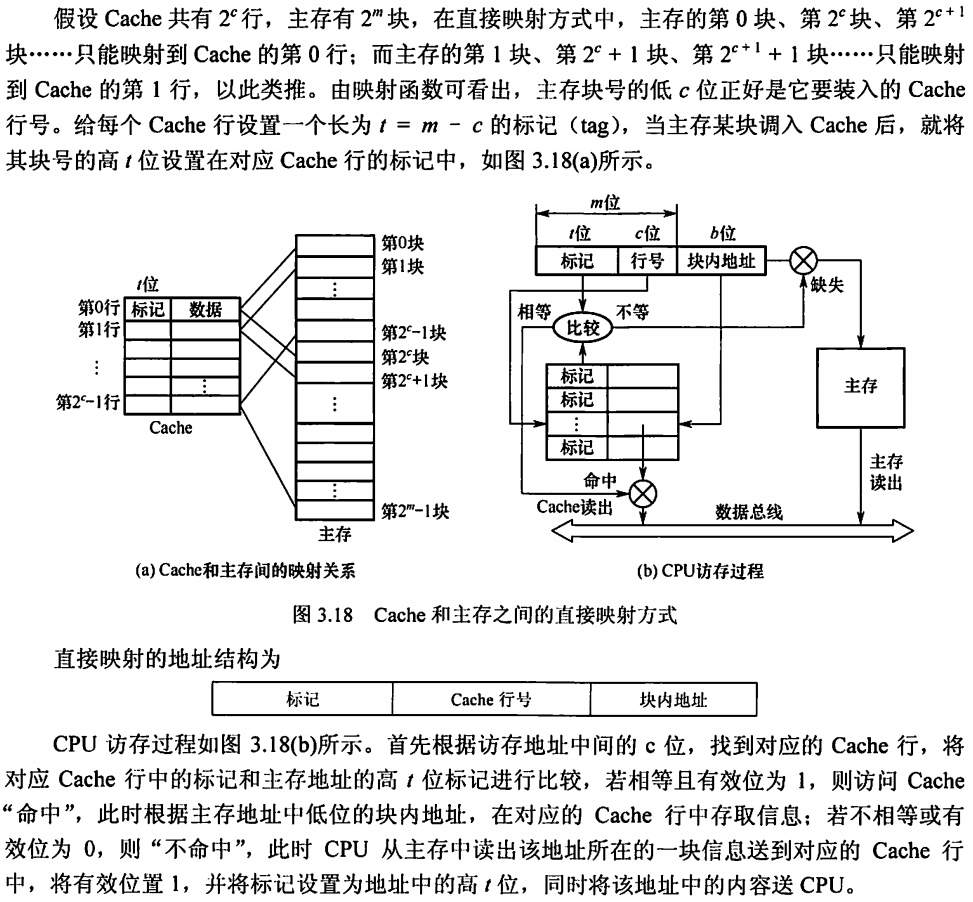 假设 Cache 共有 2ᶜ行，主存有 2ᵐ块，在直接映射方式中，主存的第 0 块、第 2ᶜ块、第 2ᶜ⁺¹
块……只能映射到 Cache 的第 0 行；而主存的第 1 块、第 2ᶜ + 1 块、第 2ᶜ⁺¹ + 1 块……只能映射
到 Cache 的第 1 行，以此类推。由映射函数可看出，主存块号的低 c 位正好是它要装入的 Cache
行号。给每个 Cache 行设置一个长为 t = m − c 的标记（tag），当主存某块调入 Cache 后，就将
其块号的高 t 位设置在对应 Cache 行的标记中，如图 3.18(a)所示。
t位
第0行 标记 数据
第1行
⋮
第2ᶜ−1行
Cache
第0块
第1块
⋮
第2ᶜ−1块
第2ᶜ块
第2ᶜ+1块
⋮
⋮
第2ᵐ−1块
主存
(a) Cache和主存间的映射关系
m位
t位 c位 b位
标记 行号 块内地址
缺失
相等 比较 不等
标记
标记
⋮
标记
主存
命中
Cache读出
主存
读出
数据总线
(b) CPU访存过程
图 3.18 Cache 和主存之间的直接映射方式
直接映射的地址结构为
标记 Cache 行号 块内地址
CPU 访存过程如图 3.18(b)所示。首先根据访存地址中间的 c 位，找到对应的 Cache 行，将
对应 Cache 行中的标记和主存地址的高 t 位标记进行比较，若相等且有效位为 1，则访问 Cache
“命中”，此时根据主存地址中低位的块内地址，在对应的 Cache 行中存取信息；若不相等或有
效位为 0，则“不命中”，此时 CPU 从主存中读出该地址所在的一块信息送到对应的 Cache 行
中，将有效位置 1，并将标记设置为地址中的高 t 位，同时将该地址中的内容送 CPU。